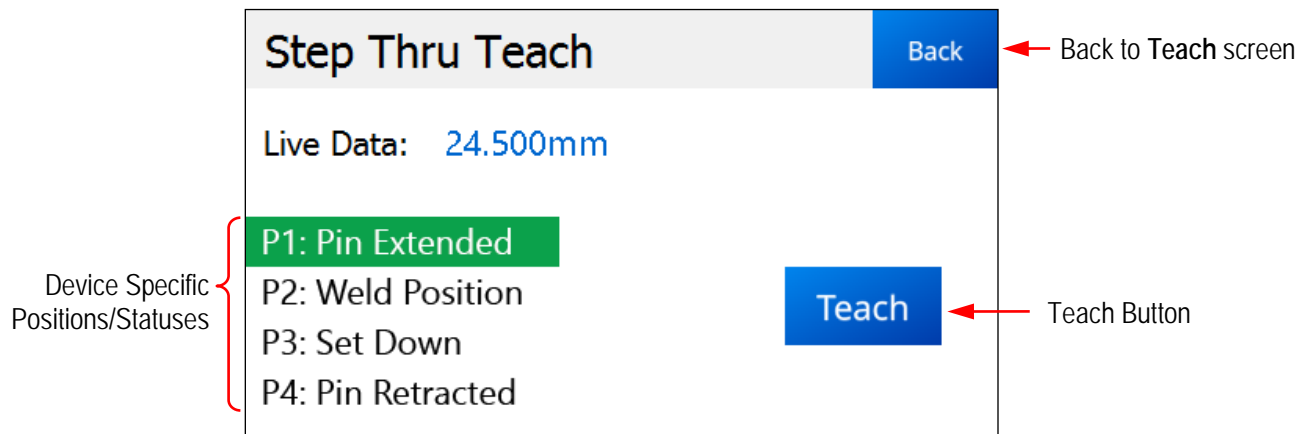 Step Thru Teach
Back
Back to Teach screen
Live Data: 24.500mm
P1: Pin Extended
P2: Weld Position
P3: Set Down
P4: Pin Retracted
Device Specific
Positions/Statuses
Teach
Teach Button